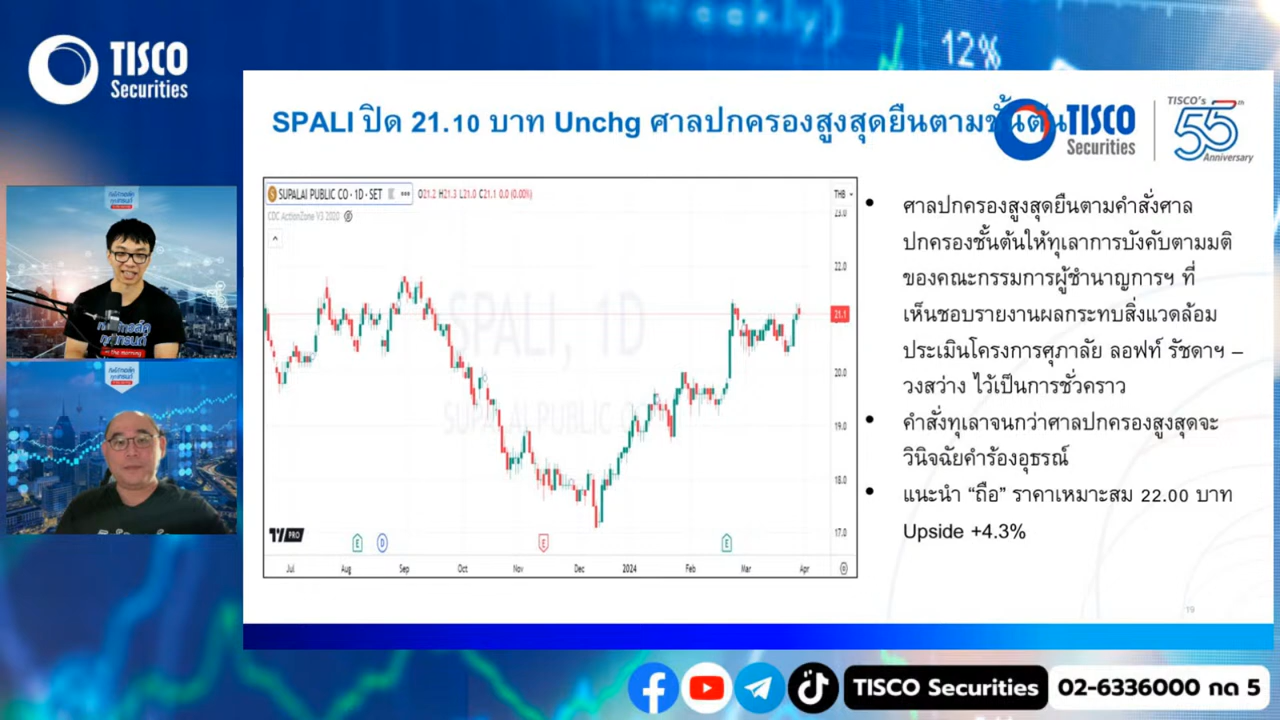 (Weekly)
12%
TISCO
Securities
SPALI ปิด 21.10 บาท Unchg ศาลปกครองสูงสุดยืนตามชั้นต้น
TISCO
Securities
TISCO's
55th
Anniversary
SUPALAI PUBLIC CO · 1D · SET O21.2 H21.3 L21.0 C21.1 0.0 (0.00%)
THB
CDC ActionZone V3 2020
23.0
22.0
21.1
20.0
19.0
18.0
17.0
SPALI, 1D
SUPALAI PUBLIC CO
TV PRO
E D E E
Jul Aug Sep Oct Nov Dec 2024 Feb Mar Apr
• ศาลปกครองสูงสุดยืนตามคำสั่งศาล
ปกครองชั้นต้นให้ทุเลาการบังคับตามมติ
ของคณะกรรมการผู้ชำนาญการฯ ที่
เห็นชอบรายงานผลกระทบสิ่งแวดล้อม
ประเมินโครงการศุภาลัย ลอฟท์ รัชดาฯ –
วงสว่าง ไว้เป็นการชั่วคราว
• คำสั่งทุเลาจนกว่าศาลปกครองสูงสุดจะ
วินิจฉัยคำร้องอุธรณ์
• แนะนำ “ถือ” ราคาเหมาะสม 22.00 บาท
Upside +4.3%
19
TISCO Securities
02-6336000 กด 5